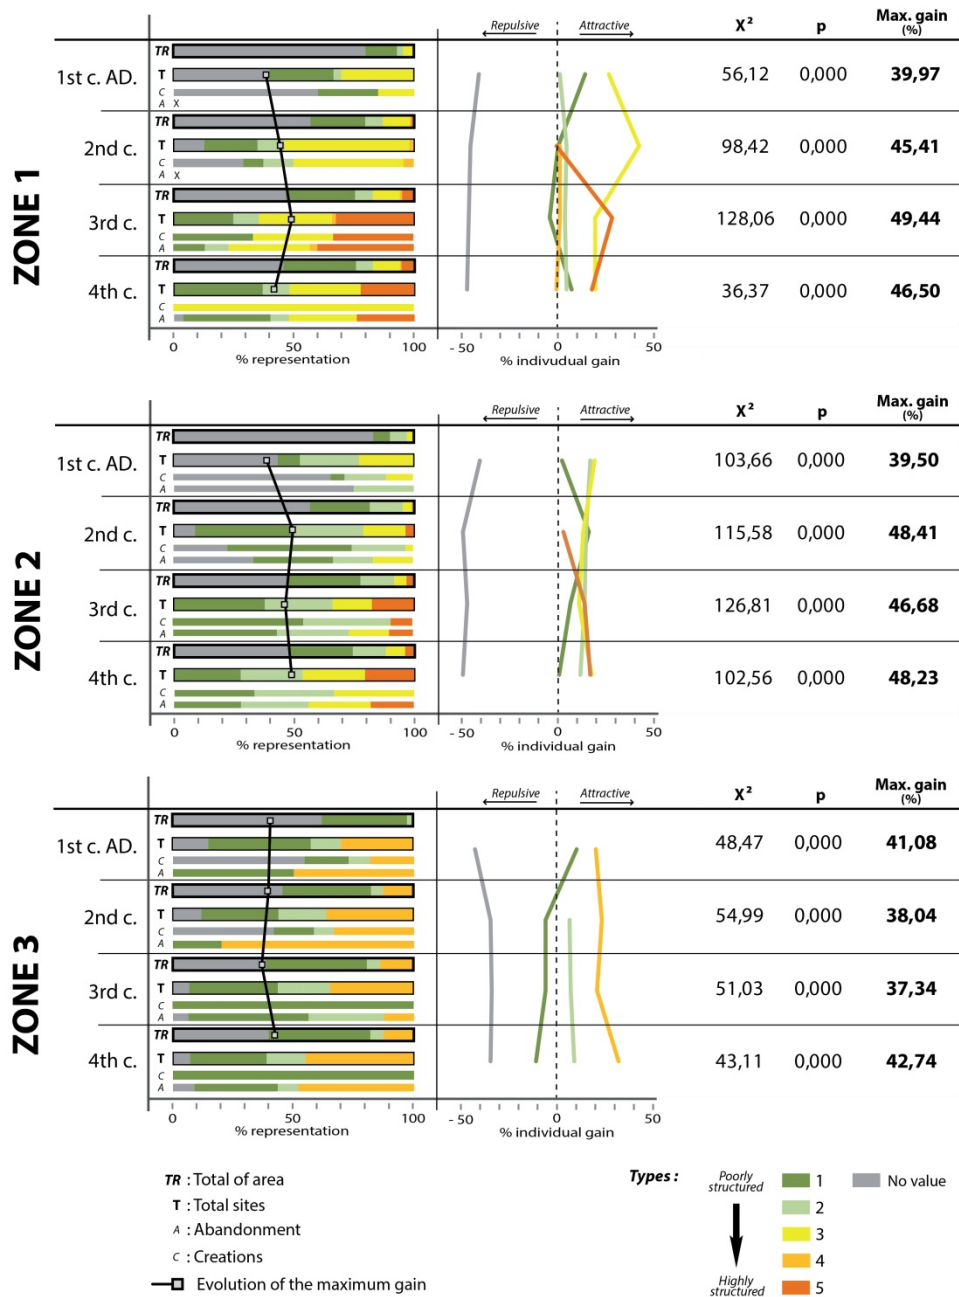 Repulsive Attractive X² p Max. gain (%)
ZONE 1
TR
1st c. AD. T 56,12 0,000 39,97
C
A X
TR
2nd c. T 98,42 0,000 45,41
C
A X
TR
3rd c. T 128,06 0,000 49,44
C
A
TR
4th c. T 36,37 0,000 46,50
C
A
0 50 100 - 50 0 50
% representation % indivudual gain
Repulsive Attractive X² p Max. gain (%)
ZONE 2
TR
1st c. AD. T 103,66 0,000 39,50
C
A
TR
2nd c. T 115,58 0,000 48,41
C
A
TR
3rd c. T 126,81 0,000 46,68
C
A
TR
4th c. T 102,56 0,000 48,23
C
A
0 50 100 - 50 0 50
% representation % individual gain
Repulsive Attractive X² p Max. gain (%)
ZONE 3
TR
1st c. AD. T 48,47 0,000 41,08
C
A
TR
2nd c. T 54,99 0,000 38,04
C
A
TR
3rd c. T 51,03 0,000 37,34
C
A
TR
4th c. T 43,11 0,000 42,74
C
A
0 50 100 - 50 0 50
% representation % individual gain
TR : Total of area
T : Total sites
A : Abandonment
C : Creations
Evolution of the maximum gain
Types :
Poorly structured
Highly structured
1
2
3
4
5
No value